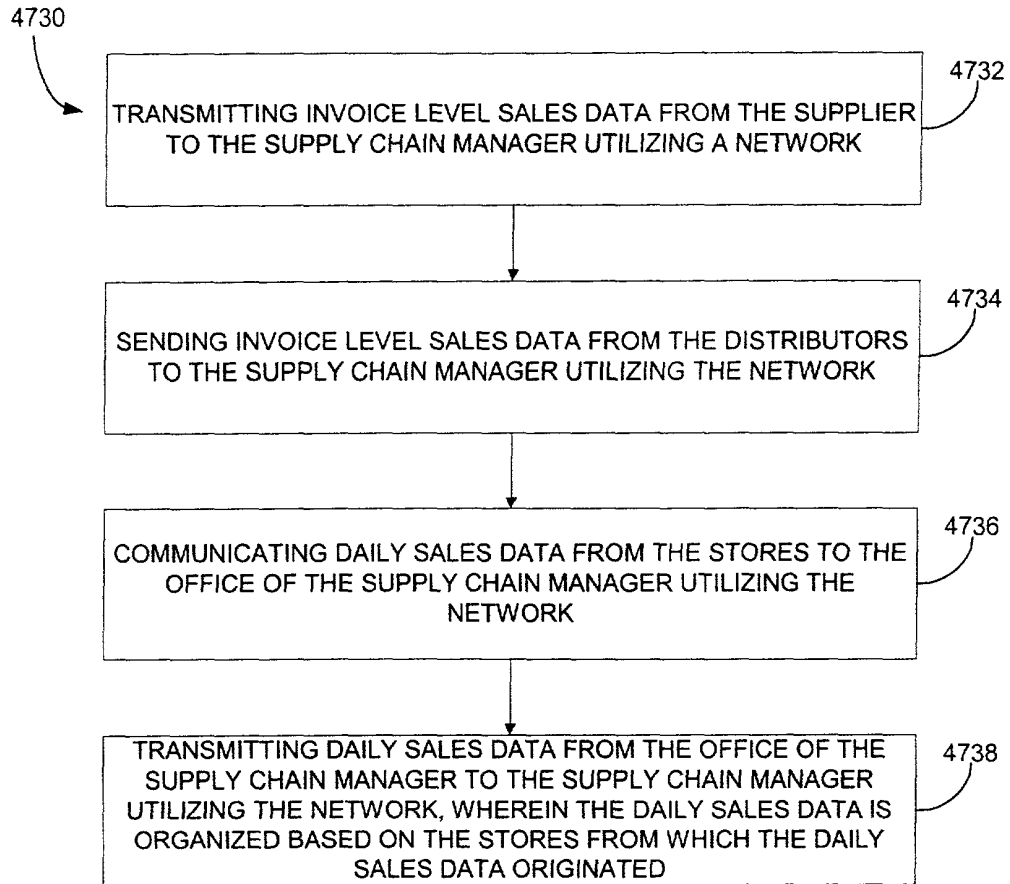 4730
4732
TRANSMITTING INVOICE LEVEL SALES DATA FROM THE SUPPLIER
TO THE SUPPLY CHAIN MANAGER UTILIZING A NETWORK
4734
SENDING INVOICE LEVEL SALES DATA FROM THE DISTRIBUTORS
TO THE SUPPLY CHAIN MANAGER UTILIZING THE NETWORK
4736
COMMUNICATING DAILY SALES DATA FROM THE STORES TO THE
OFFICE OF THE SUPPLY CHAIN MANAGER UTILIZING THE
NETWORK
4738
TRANSMITTING DAILY SALES DATA FROM THE OFFICE OF THE
SUPPLY CHAIN MANAGER TO THE SUPPLY CHAIN MANAGER
UTILIZING THE NETWORK, WHEREIN THE DAILY SALES DATA IS
ORGANIZED BASED ON THE STORES FROM WHICH THE DAILY
SALES DATA ORIGINATED